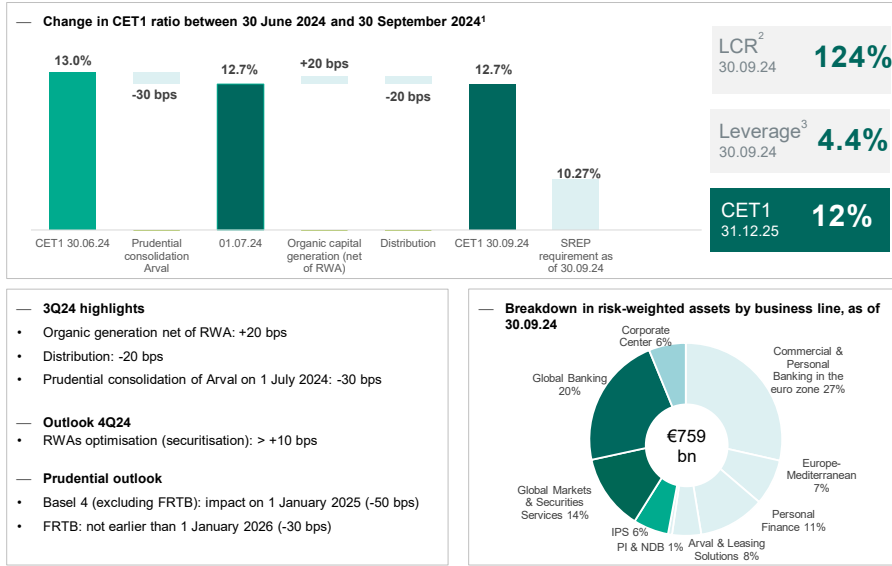 — Change in CET1 ratio between 30 June 2024 and 30 September 2024¹
13.0%
-30 bps
12.7%
+20 bps
-20 bps
12.7%
10.27%
CET1 30.06.24
Prudential
consolidation
Arval
01.07.24
Organic capital
generation (net
of RWA)
Distribution
CET1 30.09.24
SREP
requirement as
of 30.09.24
LCR²
30.09.24
124%
Leverage³
30.09.24
4.4%
CET1
31.12.25
12%
— 3Q24 highlights
• Organic generation net of RWA: +20 bps
• Distribution: -20 bps
• Prudential consolidation of Arval on 1 July 2024: -30 bps
— Outlook 4Q24
• RWAs optimisation (securitisation): > +10 bps
— Prudential outlook
• Basel 4 (excluding FRTB): impact on 1 January 2025 (-50 bps)
• FRTB: not earlier than 1 January 2026 (-30 bps)
— Breakdown in risk-weighted assets by business line, as of
30.09.24
Corporate
Center 6%
Commercial &
Personal
Banking in the
euro zone 27%
Global Banking
20%
€759
bn
Europe-
Mediterranean
7%
Global Markets
& Securities
Services 14%
Personal
Finance 11%
IPS 6%
PI & NDB 1%
Arval & Leasing
Solutions 8%